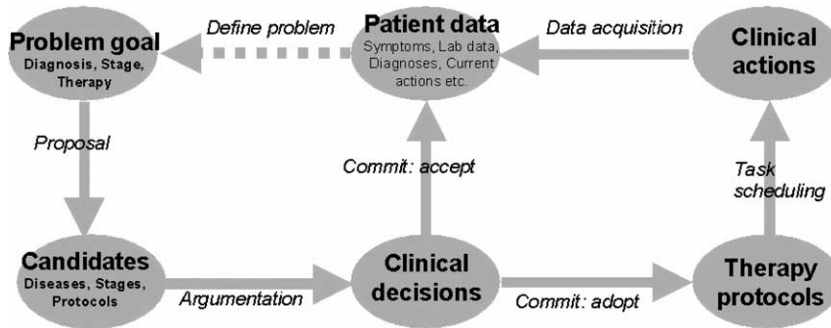 Problem goal
Diagnosis, Stage,
Therapy
Define problem
Patient data
Symptoms, Lab data,
Diagnoses, Current
actions etc.
Data acquisition
Clinical
actions
Proposal
Commit: accept
Task
scheduling
Candidates
Diseases, Stages,
Protocols
Argumentation
Clinical
decisions
Commit: adopt
Therapy
protocols